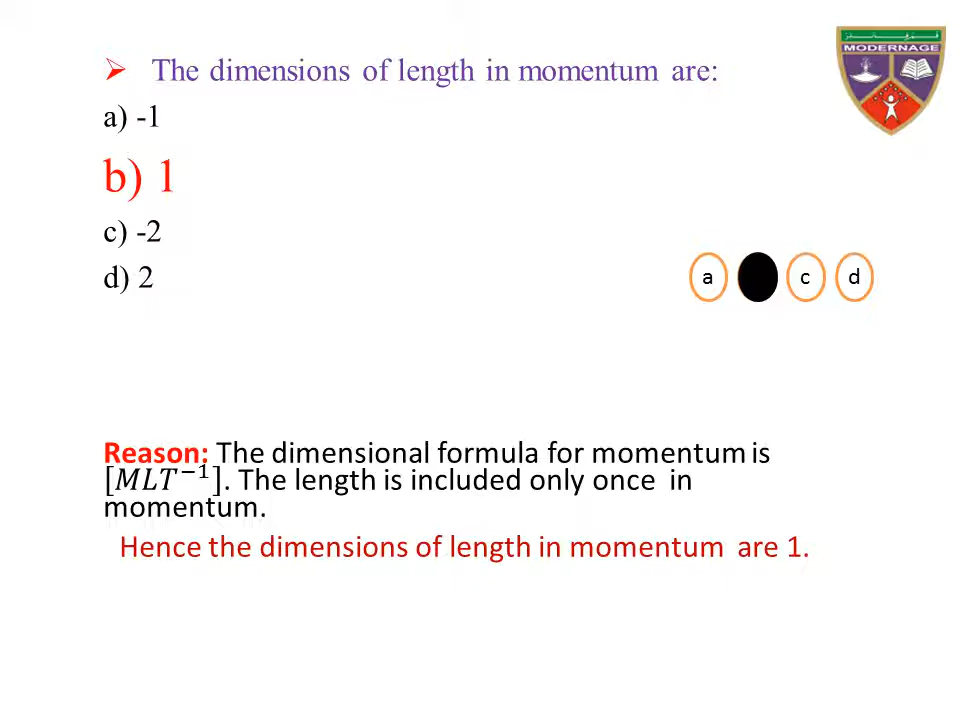 MODERNAGE
➢ The dimensions of length in momentum are:
a) -1
b) 1
c) -2
d) 2
a c d
Reason: The dimensional formula for momentum is
[𝑀𝐿𝑇⁻¹]. The length is included only once in
momentum.
Hence the dimensions of length in momentum are 1.